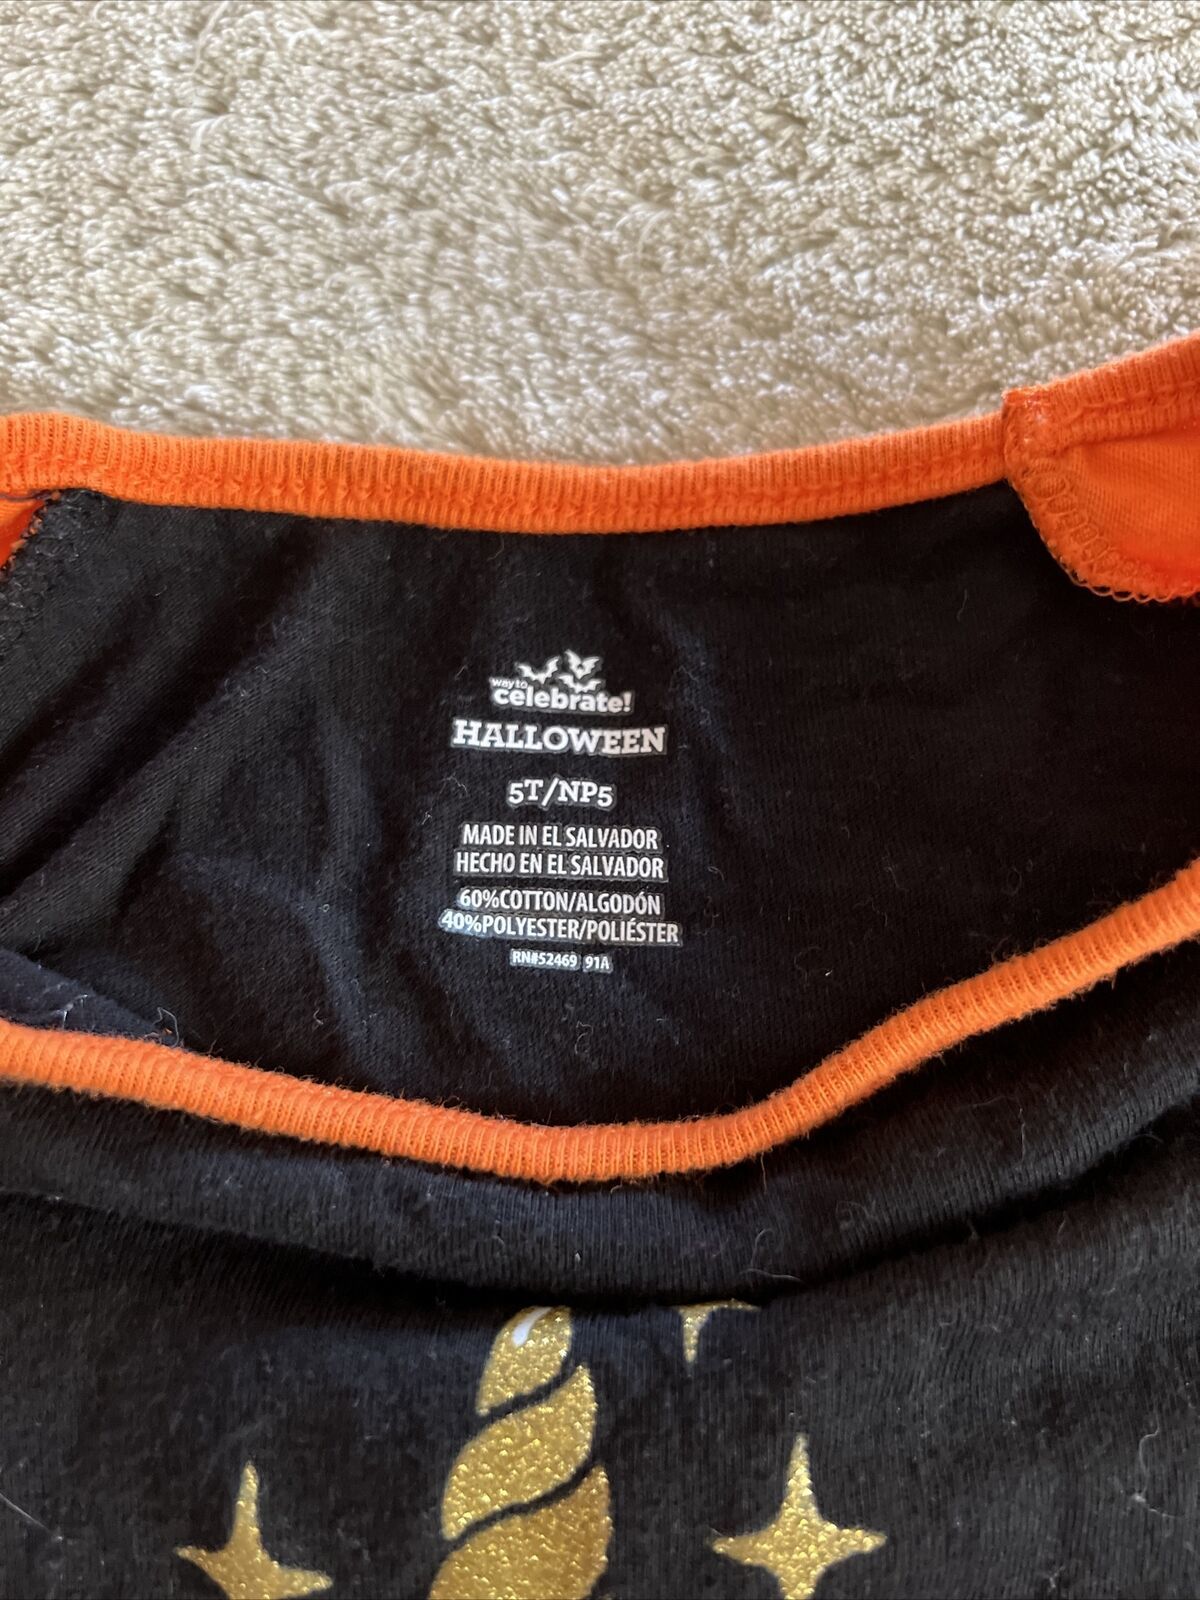 way to
celebrate!
HALLOWEEN
5T/NP5
MADE IN EL SALVADOR
HECHO EN EL SALVADOR
60%COTTON/ALGODÓN
40%POLYESTER/POLIÉSTER
RN#52469 91A